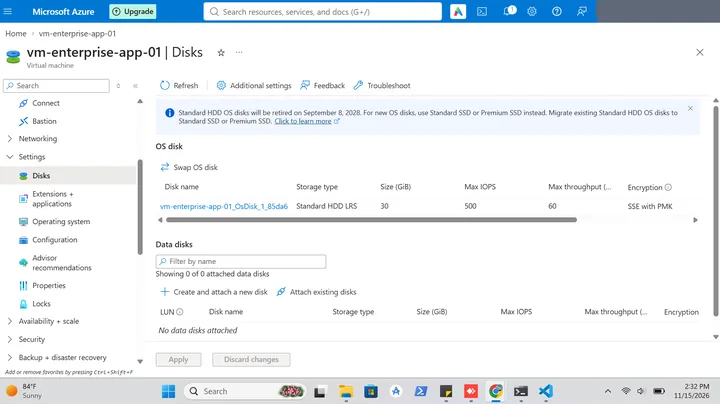 Microsoft Azure
Upgrade
Search resources, services, and docs (G+/)
1
Home > vm-enterprise-app-01 >
vm-enterprise-app-01 | Disks
Virtual machine
Search
Connect
Bastion
Networking
Settings
Disks
Extensions +
applications
Operating system
Configuration
Advisor
recommendations
Properties
Locks
Availability + scale
Security
Backup + disaster recovery
Add or remove favorites by pressing Ctrl+Shift+F
Refresh
Additional settings
Feedback
Troubleshoot
Standard HDD OS disks will be retired on September 8, 2028. For new OS disks, use Standard SSD or Premium SSD instead. Migrate existing Standard HDD OS disks to
Standard SSD or Premium SSD. Click to learn more
OS disk
Swap OS disk
Disk name Storage type Size (GiB) Max IOPS Max throughput (... Encryption
vm-enterprise-app-01_OsDisk_1_85da6 Standard HDD LRS 30 500 60 SSE with PMK
Data disks
Filter by name
Showing 0 of 0 attached data disks
Create and attach a new disk
Attach existing disks
LUN Disk name Storage type Size (GiB) Max IOPS Max throughput (... Encryption
No data disks attached
Apply
Discard changes
84°F
Sunny
Search
2:32 PM
11/15/2026